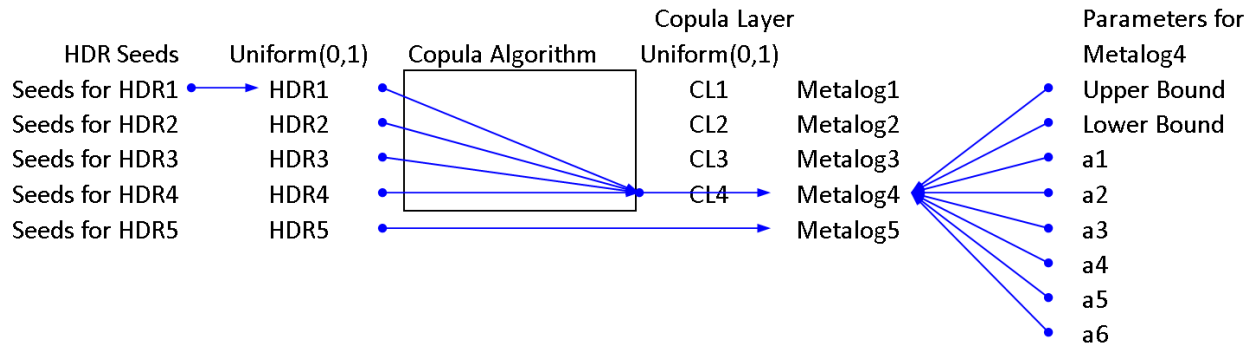 Copula Layer Parameters for
HDR Seeds Uniform(0,1) Copula Algorithm Uniform(0,1) Metalog4
Seeds for HDR1 HDR1 CL1 Metalog1 Upper Bound
Seeds for HDR2 HDR2 CL2 Metalog2 Lower Bound
Seeds for HDR3 HDR3 CL3 Metalog3 a1
Seeds for HDR4 HDR4 CL4 Metalog4 a2
Seeds for HDR5 HDR5 Metalog5 a3
a4
a5
a6